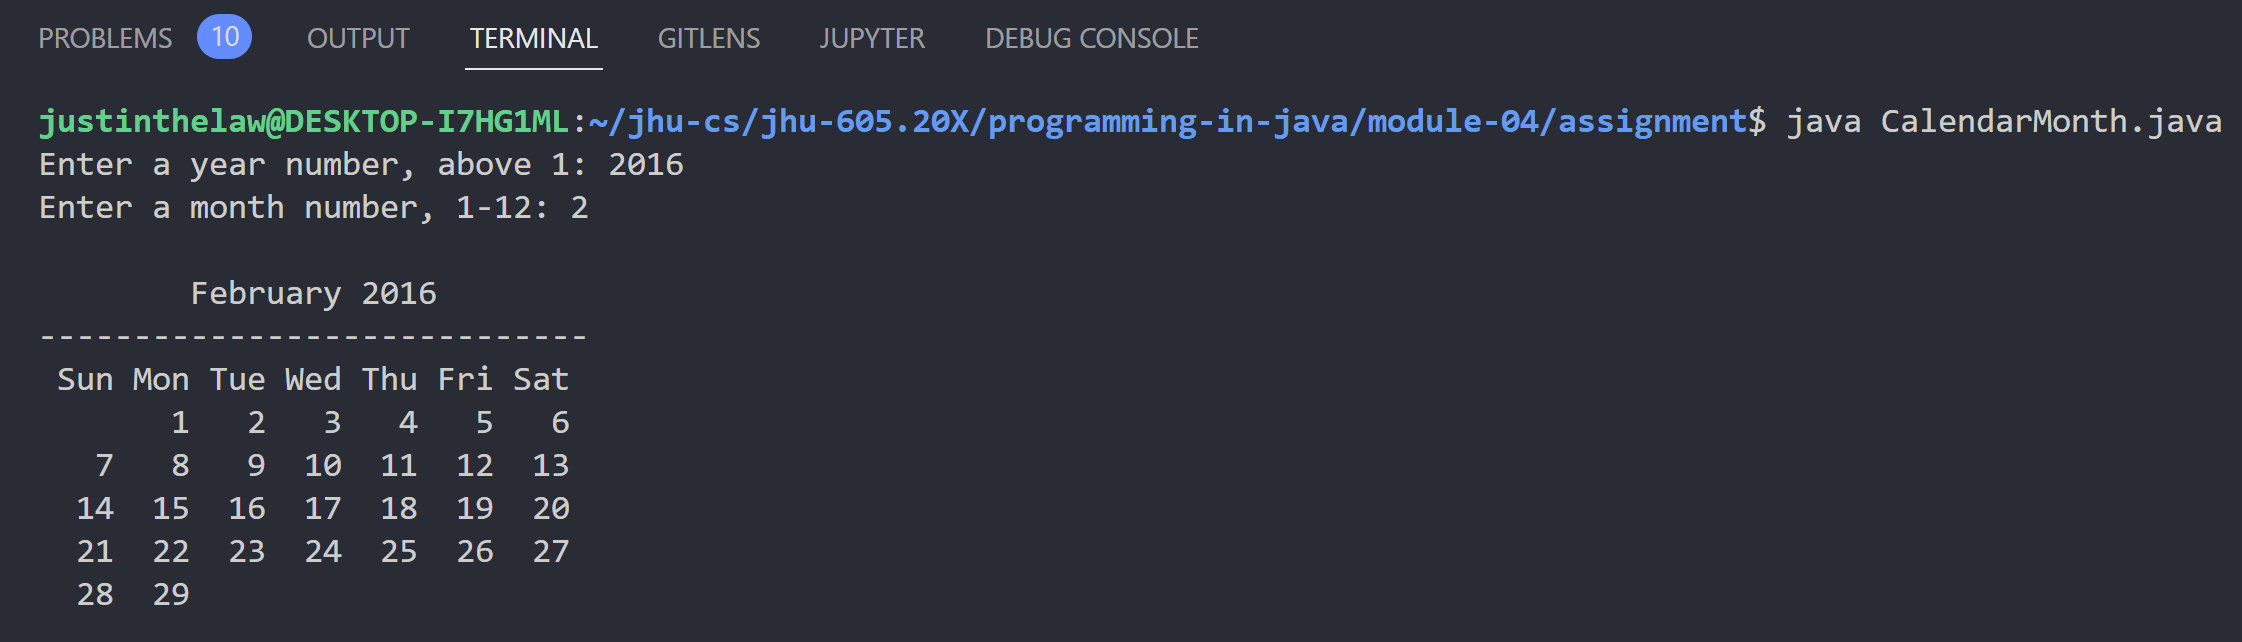 PROBLEMS 10 OUTPUT TERMINAL GITLENS JUPYTER DEBUG CONSOLE
justinthelaw@DESKTOP-I7HG1ML:~/jhu-cs/jhu-605.20X/programming-in-java/module-04/assignment$ java CalendarMonth.java
Enter a year number, above 1: 2016
Enter a month number, 1-12: 2
February 2016
-----------------------------
Sun Mon Tue Wed Thu Fri Sat
1 2 3 4 5 6
7 8 9 10 11 12 13
14 15 16 17 18 19 20
21 22 23 24 25 26 27
28 29